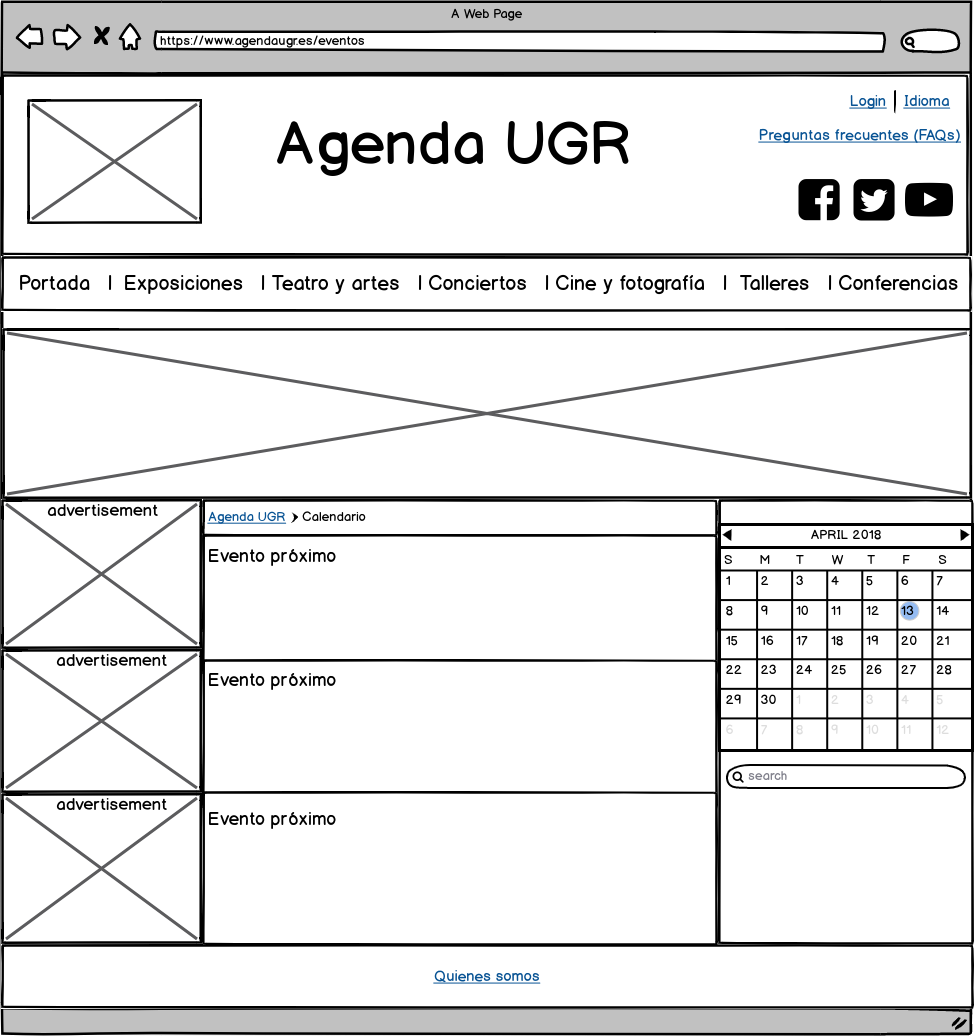 A Web Page
https://www.agendaugr.es/eventos
Login | Idioma
Agenda UGR
Preguntas frecuentes (FAQs)
Portada | Exposiciones | Teatro y artes | Conciertos | Cine y fotografía | Talleres | Conferencias
advertisement
Agenda UGR > Calendario
Evento próximo
advertisement
Evento próximo
advertisement
Evento próximo
APRIL 2018
S M T W T F S
1 2 3 4 5 6 7
8 9 10 11 12 13 14
15 16 17 18 19 20 21
22 23 24 25 26 27 28
29 30 1 2 3 4 5
6 7 8 9 10 11 12
search
Quienes somos